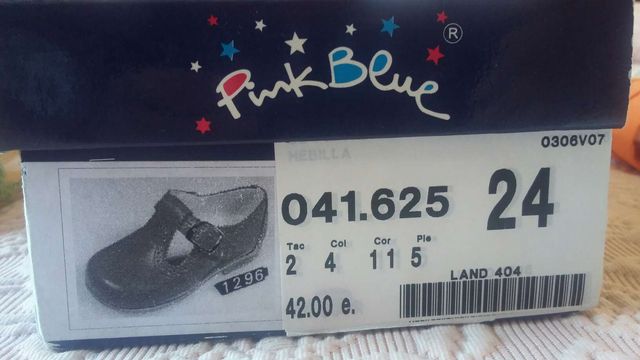 Pink Blue ®
0306V07
HEBILLA
041.625 24
Tac Col Cor Pie
2 4 11 5
LAND 404
42.00 e.
1296